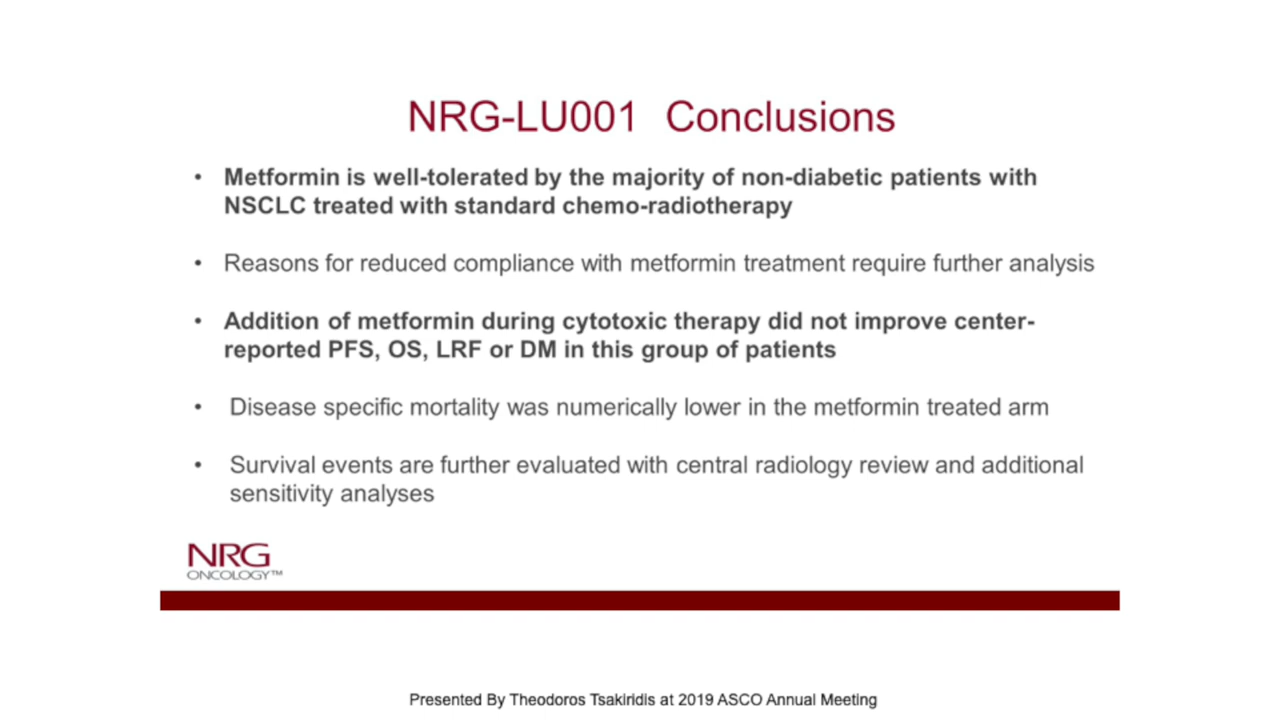 NRG-LU001 Conclusions
• Metformin is well-tolerated by the majority of non-diabetic patients with
NSCLC treated with standard chemo-radiotherapy
• Reasons for reduced compliance with metformin treatment require further analysis
• Addition of metformin during cytotoxic therapy did not improve center-
reported PFS, OS, LRF or DM in this group of patients
• Disease specific mortality was numerically lower in the metformin treated arm
• Survival events are further evaluated with central radiology review and additional
sensitivity analyses
NRG
ONCOLOGY™
Presented By Theodoros Tsakiridis at 2019 ASCO Annual Meeting